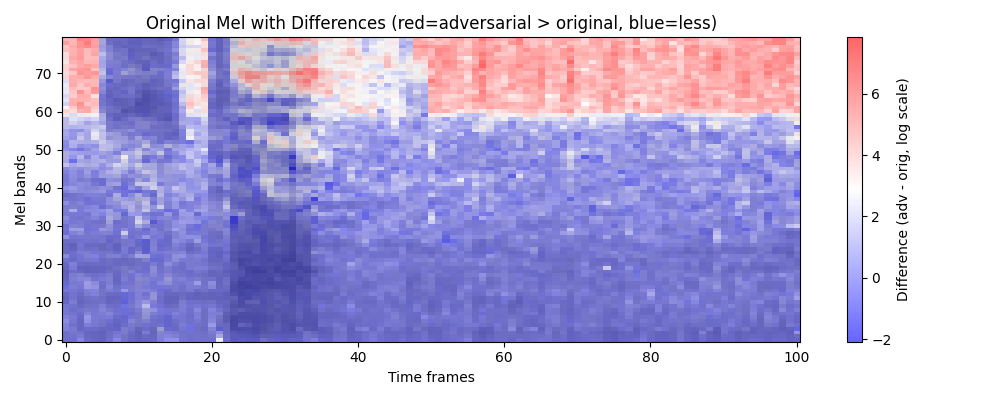 Original Mel with Differences (red=adversarial > original, blue=less)
Mel bands
70
60
50
40
30
20
10
0
0 20 40 60 80 100
Time frames
6
4
2
0
−2
Difference (adv - orig, log scale)